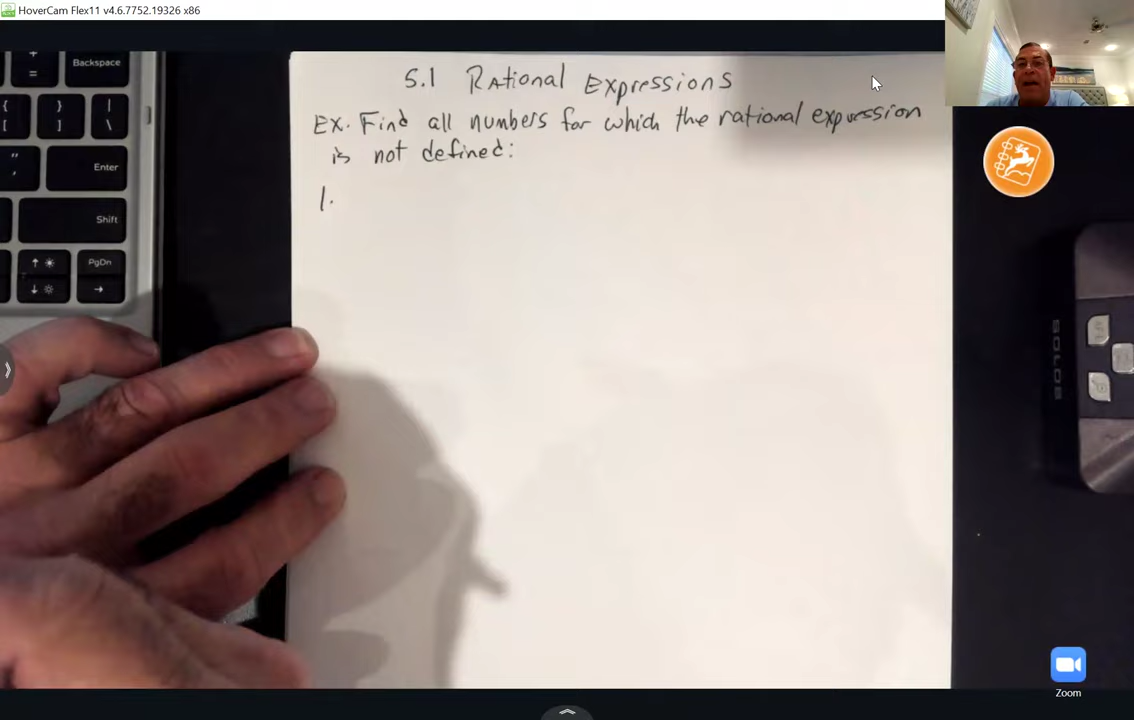 HoverCam Flex11 v4.6.7752.19326 x86
5.1 Rational Expressions
Ex. Find all numbers for which the rational expression
is not defined:
1.
+
=
Backspace
{
[
}
]
|
\
"
'
Enter
Shift
PgDn
SOLO8
Zoom